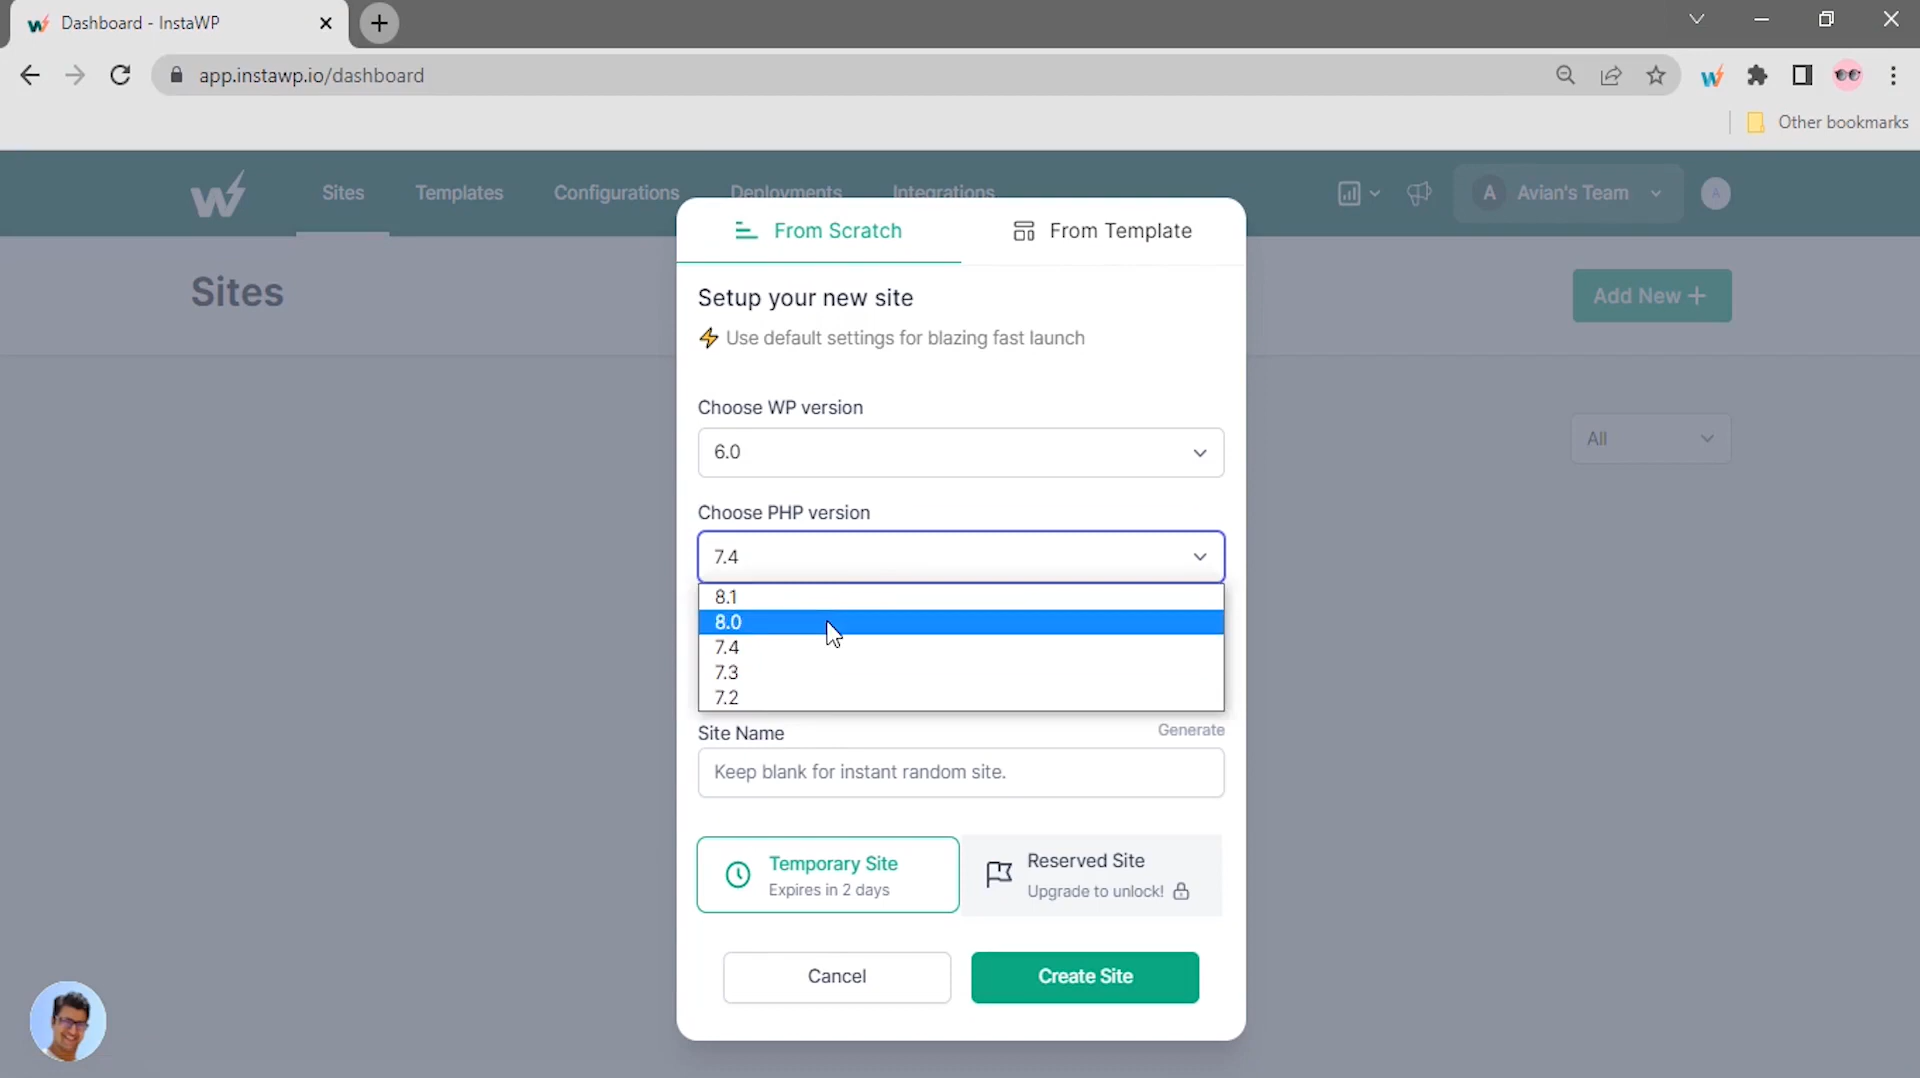 Dashboard - InstaWP
app.instawp.io/dashboard
Other bookmarks
Sites
Templates
Configurations
Deployments
Integrations
A
Avian's Team
A
From Scratch
From Template
Sites
Add New +
Setup your new site
⚡ Use default settings for blazing fast launch
Choose WP version
6.0
All
Choose PHP version
7.4
8.1
8.0
7.4
7.3
7.2
Site Name
Generate
Keep blank for instant random site.
Temporary Site
Expires in 2 days
Reserved Site
Upgrade to unlock!
Cancel
Create Site